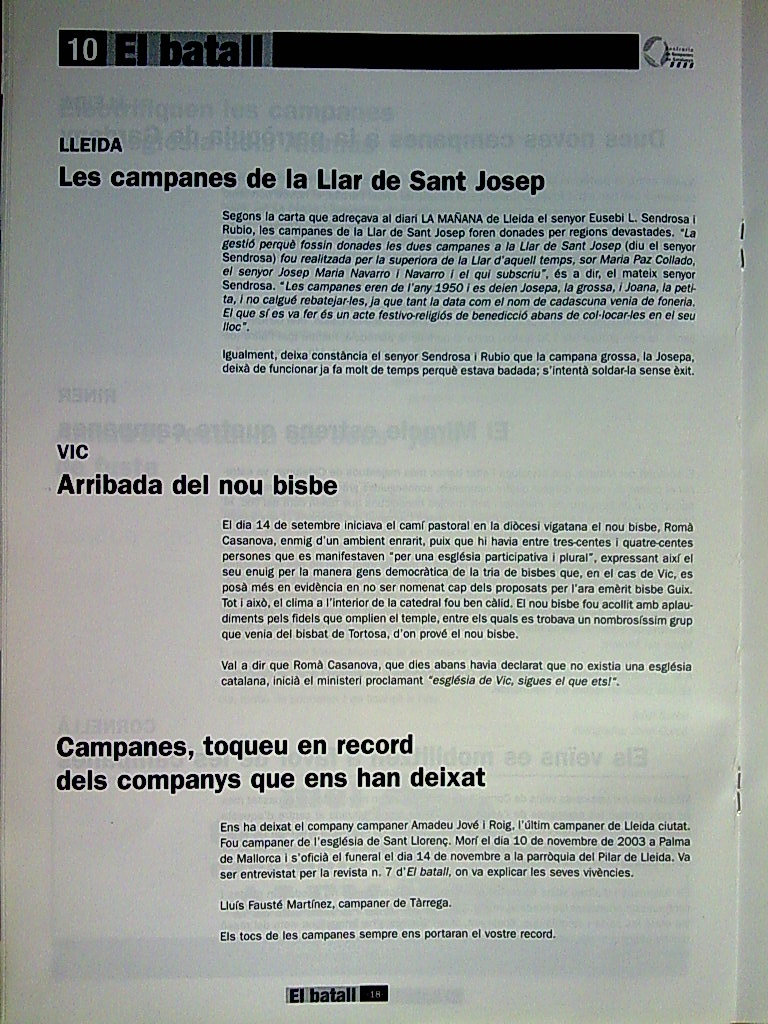 10 El batall
Confraria
de Campaners
de Catalunya
LLEIDA
Les campanes de la Llar de Sant Josep
Segons la carta que adreçava al diari LA MAÑANA de Lleida el senyor Eusebi L. Sendrosa i
Rubio, les campanes de la Llar de Sant Josep foren donades per regions devastades. "La
gestió perquè fossin donades les dues campanes a la Llar de Sant Josep (diu el senyor
Sendrosa) fou realitzada per la superiora de la Llar d'aquell temps, sor Maria Paz Collado,
el senyor Josep Maria Navarro i Navarro i el qui subscriu", és a dir, el mateix senyor
Sendrosa. "Les campanes eren de l'any 1950 i es deien Josepa, la grossa, i Joana, la peti-
ta, i no calgué rebatejar-les, ja que tant la data com el nom de cadascuna venia de foneria.
El que sí es va fer és un acte festivo-religiós de benedicció abans de col·locar-les en el seu
lloc".
Igualment, deixa constància el senyor Sendrosa i Rubio que la campana grossa, la Josepa,
deixà de funcionar ja fa molt de temps perquè estava badada; s'intentà soldar-la sense èxit.
VIC
Arribada del nou bisbe
El dia 14 de setembre iniciava el camí pastoral en la diòcesi vigatana el nou bisbe, Romà
Casanova, enmig d'un ambient enrarit, puix que hi havia entre tres-centes i quatre-centes
persones que es manifestaven "per una església participativa i plural", expressant així el
seu enuig per la manera gens democràtica de la tria de bisbes que, en el cas de Vic, es
posà més en evidència en no ser nomenat cap dels proposats per l'ara emèrit bisbe Guix.
Tot i això, el clima a l'interior de la catedral fou ben càlid. El nou bisbe fou acollit amb aplau-
diments pels fidels que omplien el temple, entre els quals es trobava un nombrosíssim grup
que venia del bisbat de Tortosa, d'on prové el nou bisbe.
Val a dir que Romà Casanova, que dies abans havia declarat que no existia una església
catalana, inicià el ministeri proclamant "església de Vic, sigues el que ets!".
Campanes, toqueu en record
dels companys que ens han deixat
Ens ha deixat el company campaner Amadeu Jové i Roig, l'últim campaner de Lleida ciutat.
Fou campaner de l'església de Sant Llorenç. Morí el dia 10 de novembre de 2003 a Palma
de Mallorca i s'oficià el funeral el dia 14 de novembre a la parròquia del Pilar de Lleida. Va
ser entrevistat per la revista n. 7 d'El batall, on va explicar les seves vivències.
Lluís Fausté Martínez, campaner de Tàrrega.
Els tocs de les campanes sempre ens portaran el vostre record.
El batall 18